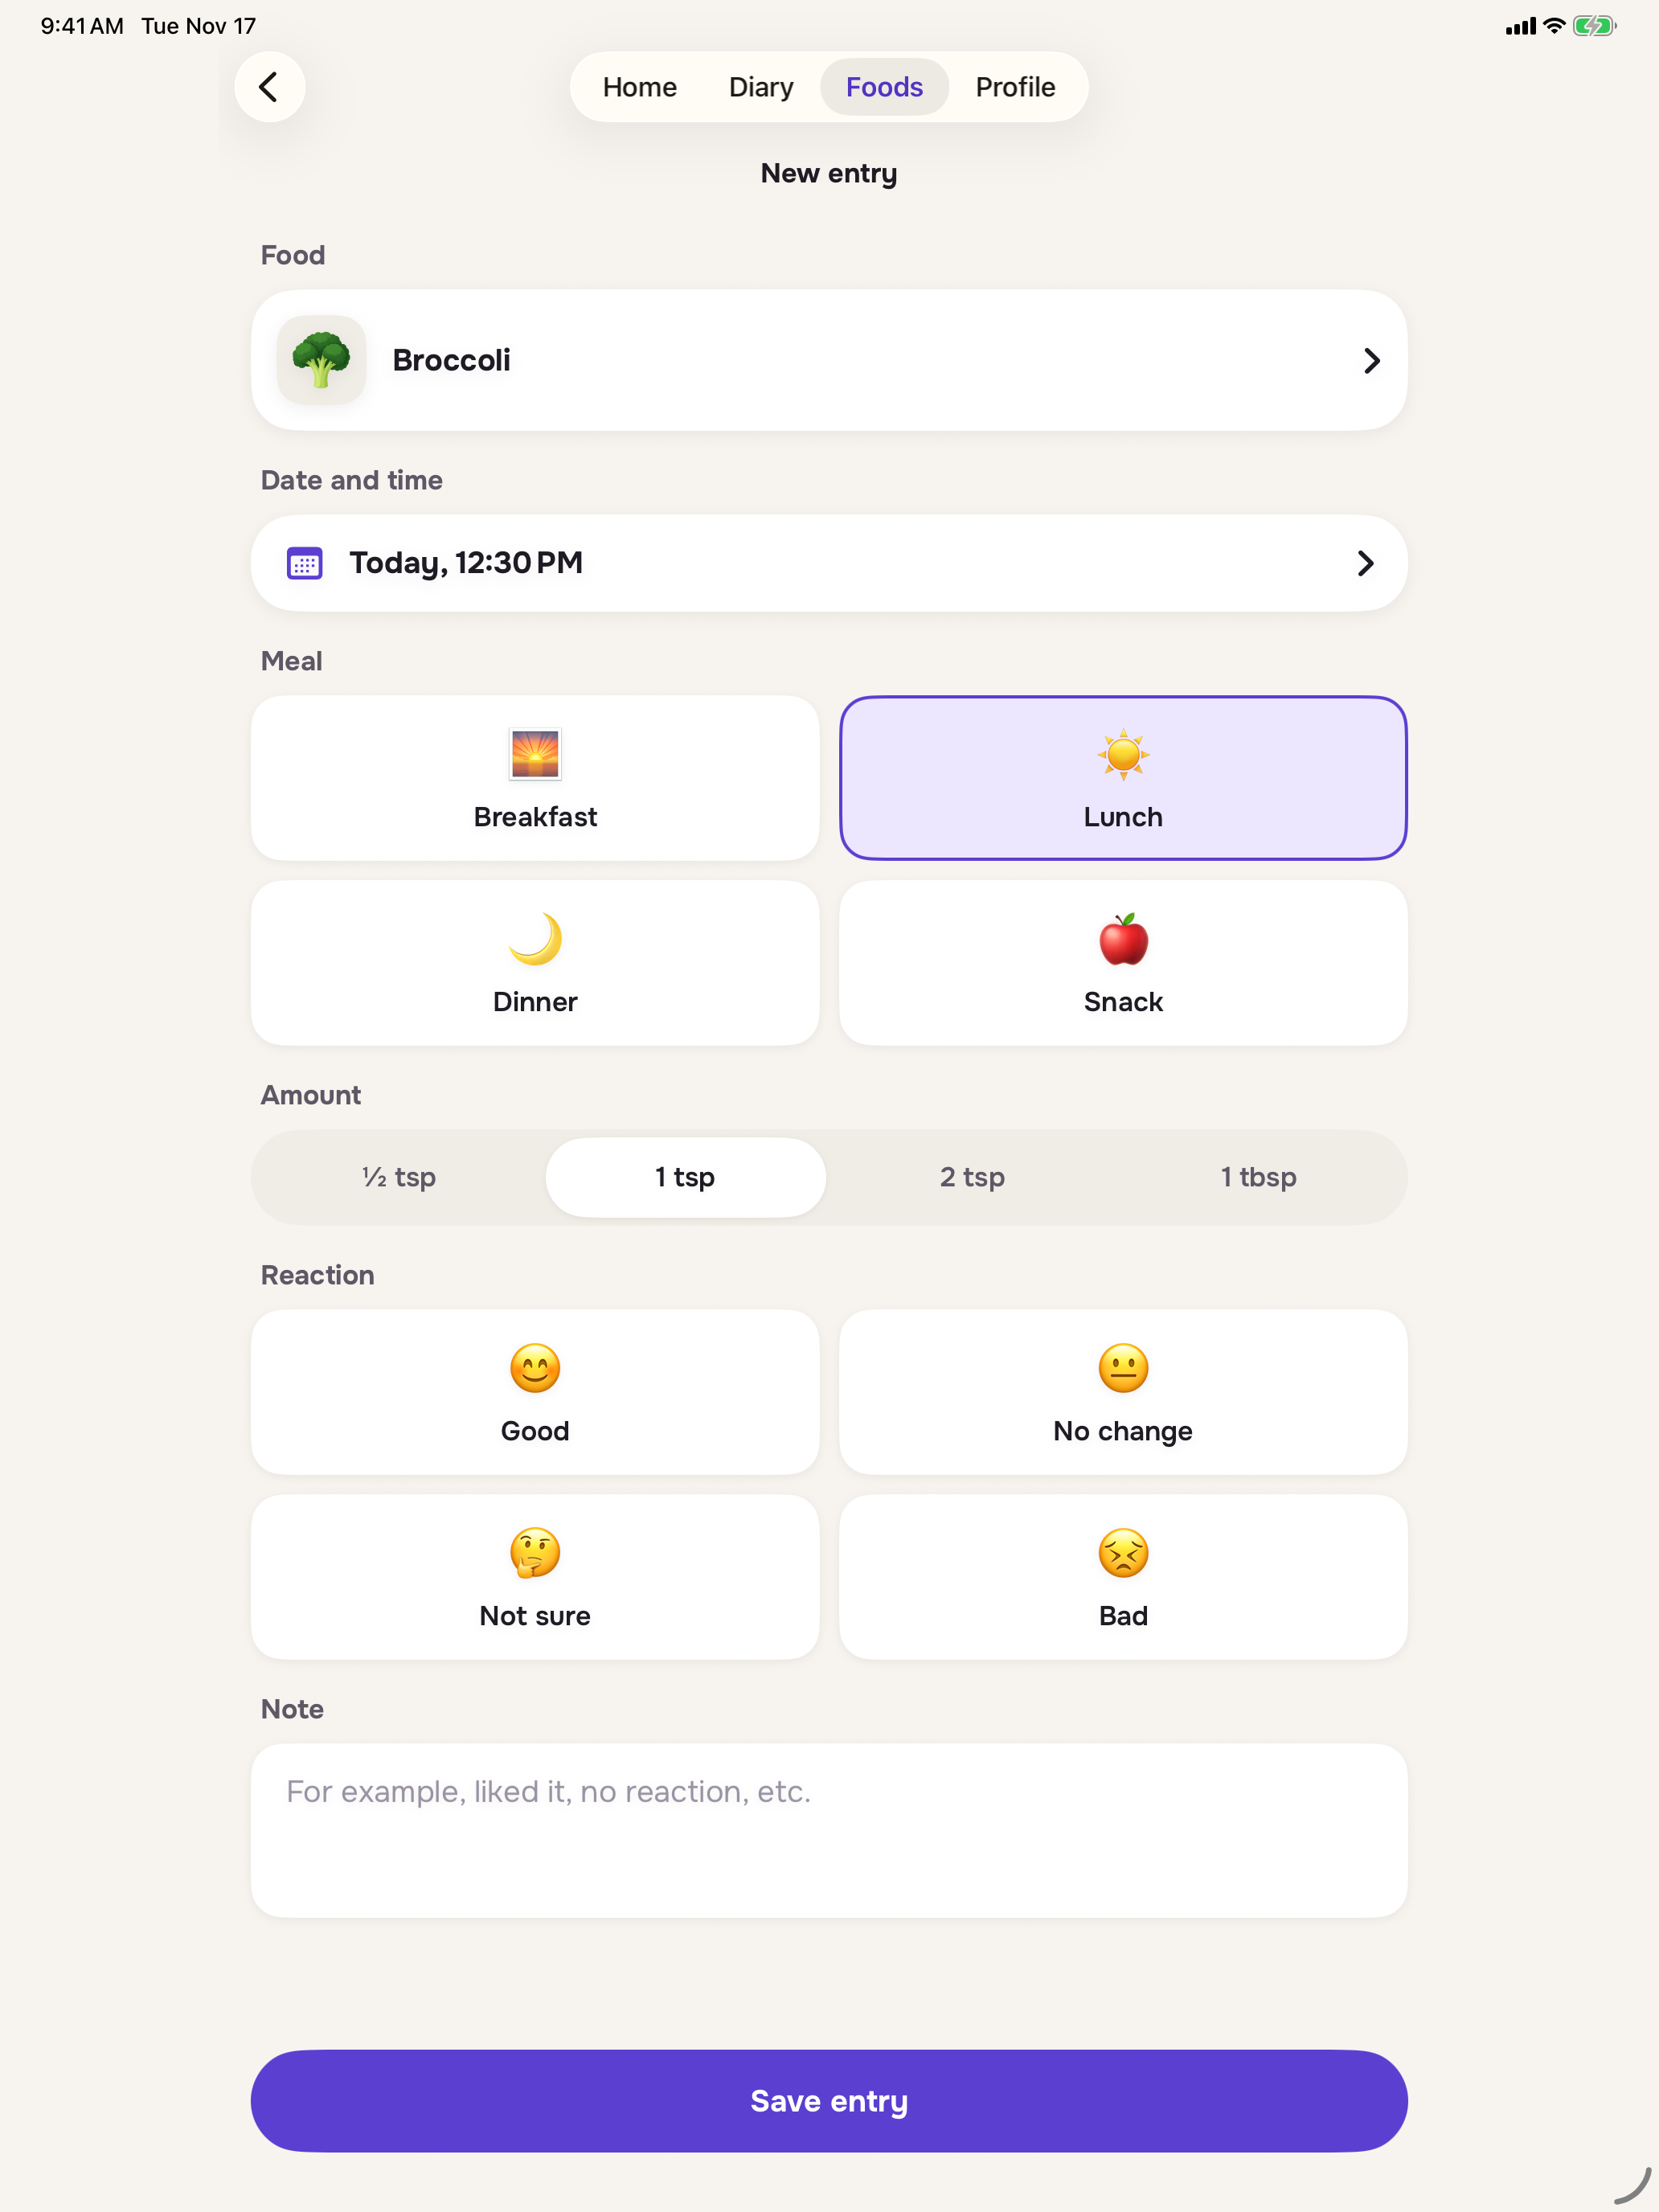 9:41 AM Tue Nov 17
Home Diary Foods Profile
New entry
Food
Broccoli
Date and time
Today, 12:30 PM
Meal
Breakfast
Lunch
Dinner
Snack
Amount
½ tsp 1 tsp 2 tsp 1 tbsp
Reaction
Good
No change
Not sure
Bad
Note
For example, liked it, no reaction, etc.
Save entry